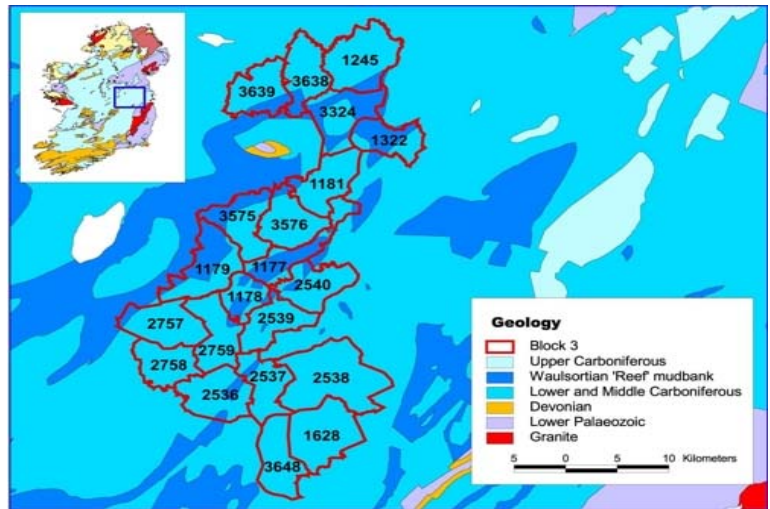 1245
3638
3639
3324
1322
1181
3575
3576
1179
1177
2540
1178
2539
2757
2759
2758
2537
2538
2536
1628
3648
Geology
Block 3
Upper Carboniferous
Waulsortian 'Reef' mudbank
Lower and Middle Carboniferous
Devonian
Lower Palaeozoic
Granite
5 0 5 10 Kilometers